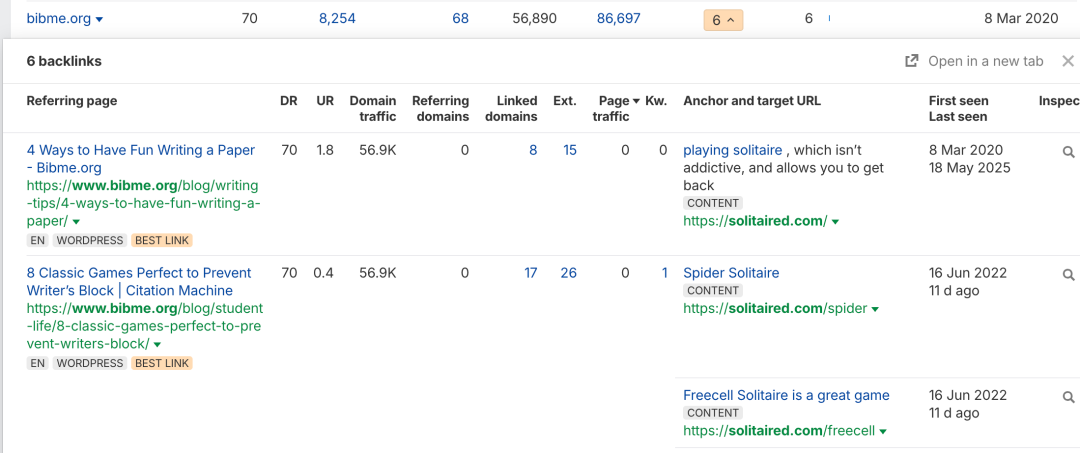 bibme.org 70 8,254 68 56,890 86,697 6 6 8 Mar 2020
6 backlinks Open in a new tab
Referring page DR UR Domain traffic Referring domains Linked domains Ext. Page traffic Kw. Anchor and target URL First seen Last seen Inspec
4 Ways to Have Fun Writing a Paper - Bibme.org 70 1.8 56.9K 0 8 15 0 0 playing solitaire , which isn't addictive, and allows you to get back 8 Mar 2020 18 May 2025
https://www.bibme.org/blog/writing-tips/4-ways-to-have-fun-writing-a-paper/ CONTENT https://solitaired.com/
EN WORDPRESS BEST LINK
8 Classic Games Perfect to Prevent Writer's Block | Citation Machine 70 0.4 56.9K 0 17 26 0 1 Spider Solitaire 16 Jun 2022 11 d ago
https://www.bibme.org/blog/student-life/8-classic-games-perfect-to-prevent-writers-block/ CONTENT https://solitaired.com/spider
EN WORDPRESS BEST LINK
Freecell Solitaire is a great game 16 Jun 2022 11 d ago
CONTENT
https://solitaired.com/freecell